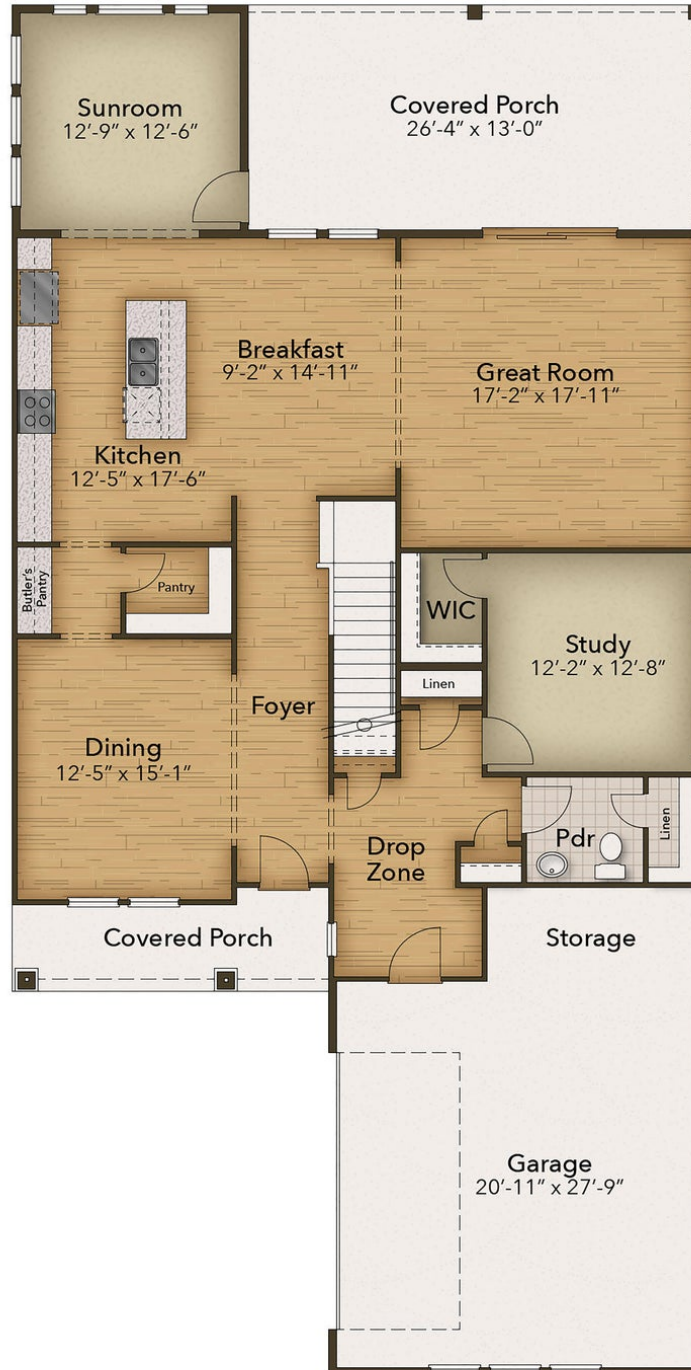 Sunroom
12'-9" x 12'-6"
Covered Porch
26'-4" x 13'-0"
Breakfast
9'-2" x 14'-11"
Great Room
17'-2" x 17'-11"
Kitchen
12'-5" x 17'-6"
Butler's
Pantry
Pantry
WIC
Study
12'-2" x 12'-8"
Linen
Foyer
Dining
12'-5" x 15'-1"
Drop
Zone
Pdr
Linen
Covered Porch
Storage
Garage
20'-11" x 27'-9"